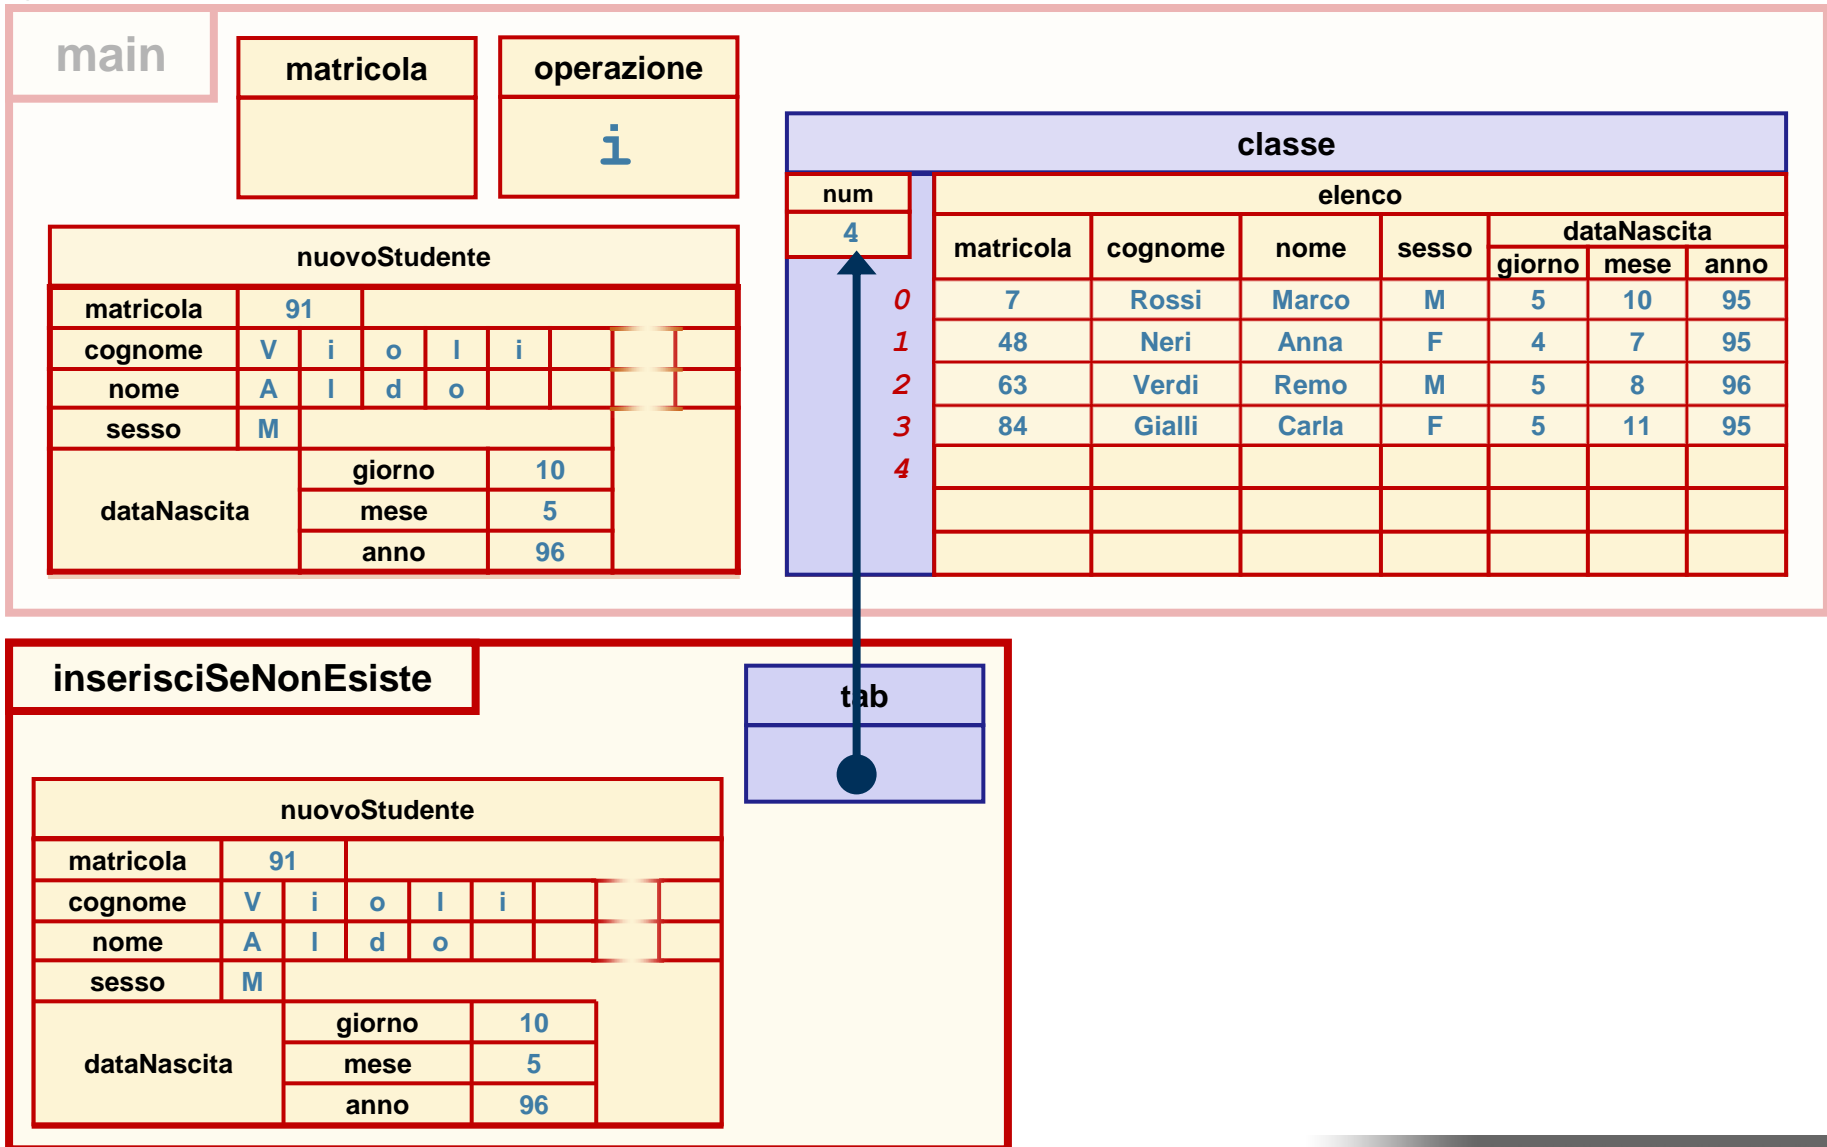 main
matricola
operazione
i
nuovoStudente
matricola 91
cognome V i o l i
nome A l d o
sesso M
dataNascita
giorno 10
mese 5
anno 96
classe
num
4
elenco
matricola cognome nome sesso dataNascita
giorno mese anno
0 7 Rossi Marco M 5 10 95
1 48 Neri Anna F 4 7 95
2 63 Verdi Remo M 5 8 96
3 84 Gialli Carla F 5 11 95
4
inserisciSeNonEsiste
tab
nuovoStudente
matricola 91
cognome V i o l i
nome A l d o
sesso M
dataNascita
giorno 10
mese 5
anno 96